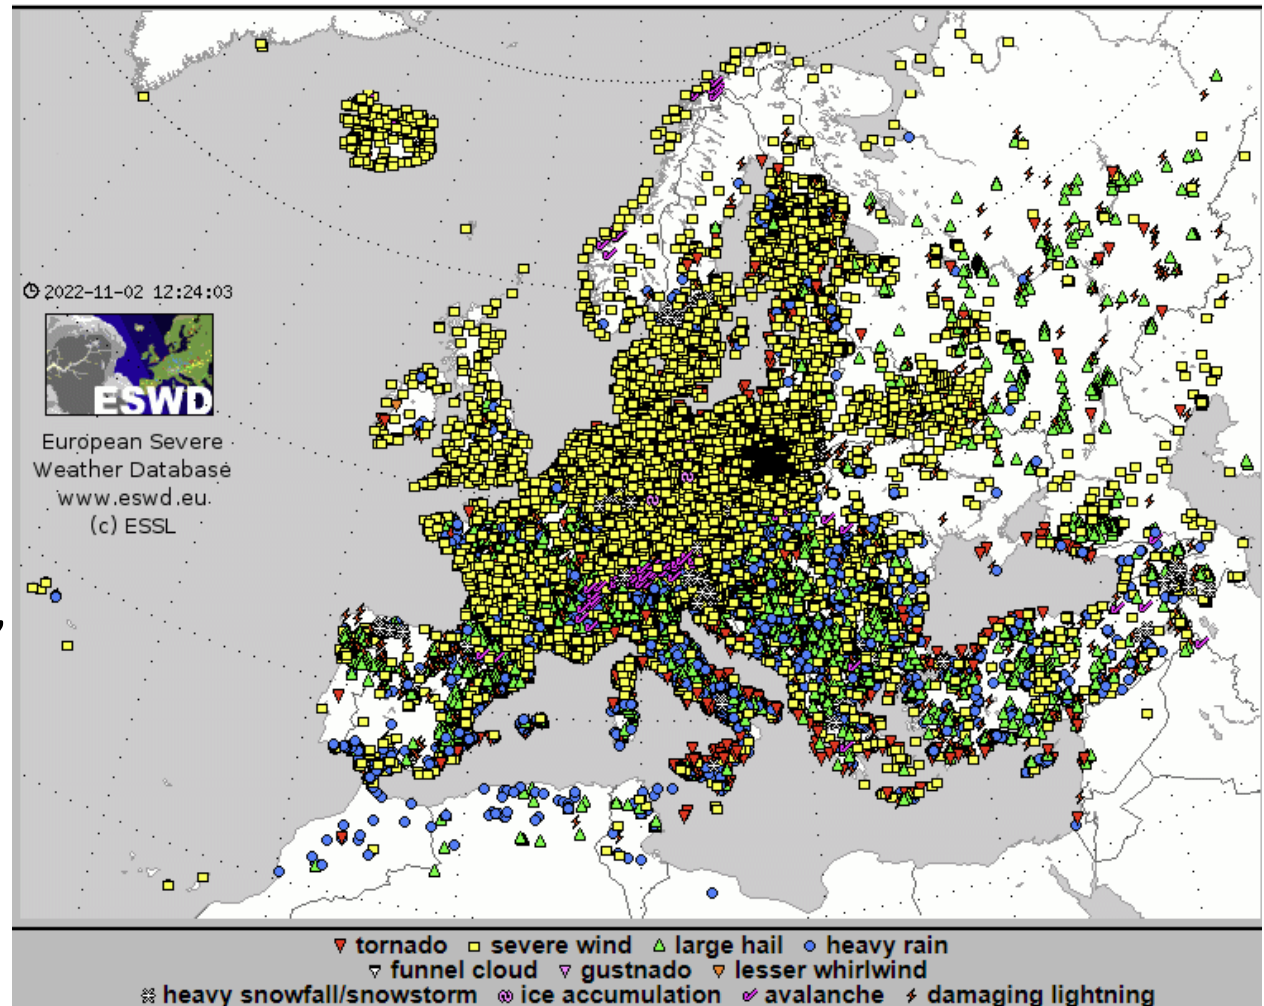 2022-11-02 12:24:03
ESWD
European Severe
Weather Database
www.eswd.eu
(c) ESSL
tornado severe wind large hail heavy rain
funnel cloud gustnado lesser whirlwind
heavy snowfall/snowstorm ice accumulation avalanche damaging lightning